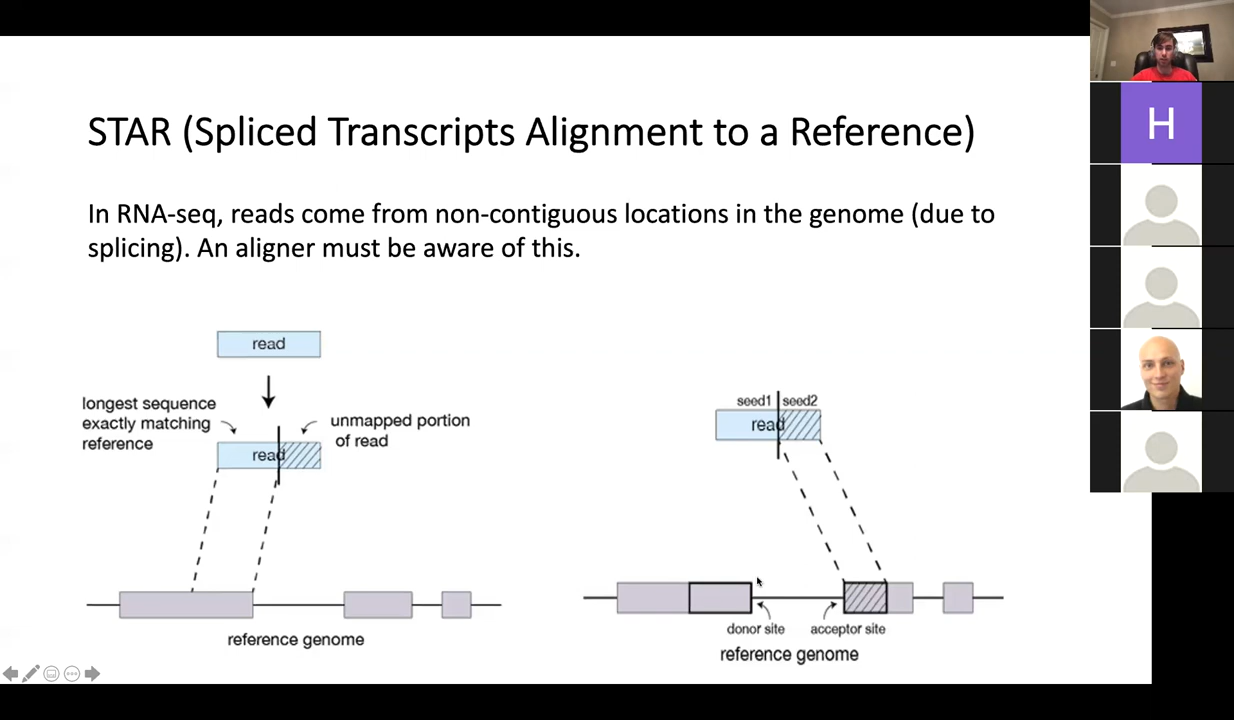 STAR (Spliced Transcripts Alignment to a Reference)
In RNA-seq, reads come from non-contiguous locations in the genome (due to
splicing). An aligner must be aware of this.
read
longest sequence
exactly matching
reference
unmapped portion
of read
read
reference genome
seed1 seed2
read
donor site
acceptor site
reference genome
H